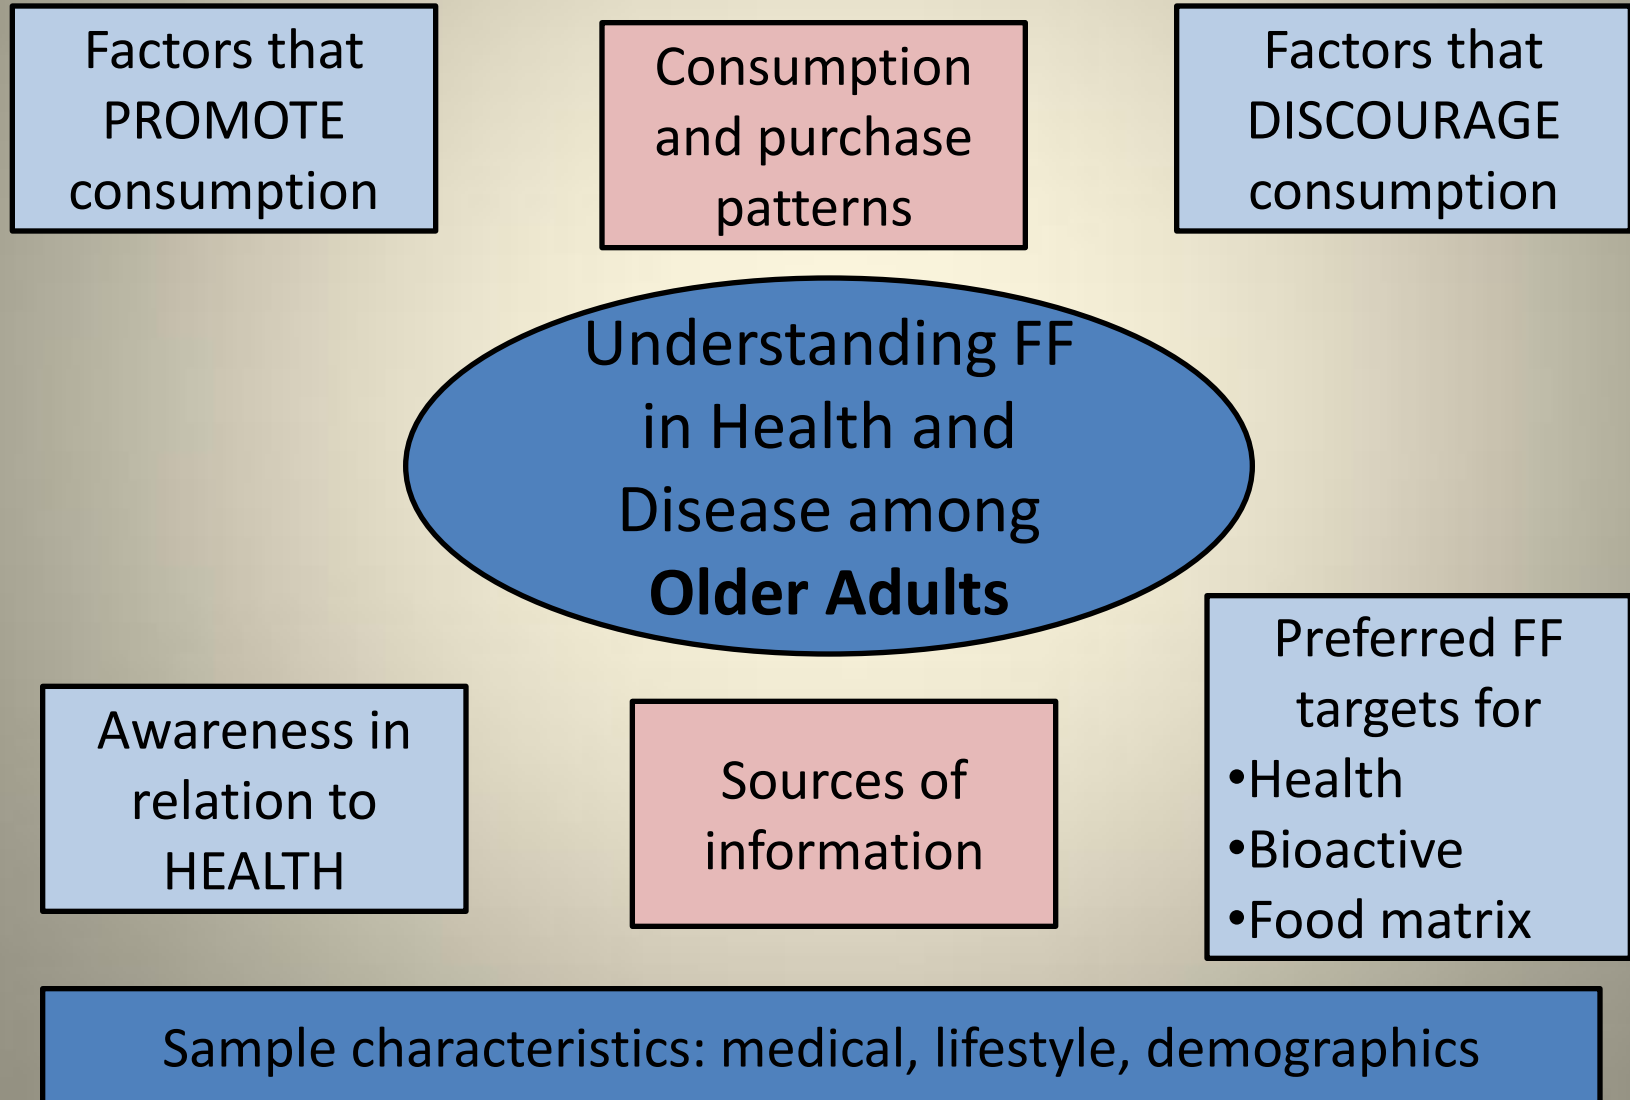 Factors that
PROMOTE
consumption
Consumption
and purchase
patterns
Factors that
DISCOURAGE
consumption
Understanding FF
in Health and
Disease among
Older Adults
Awareness in
relation to
HEALTH
Sources of
information
Preferred FF
targets for
•Health
•Bioactive
•Food matrix
Sample characteristics: medical, lifestyle, demographics